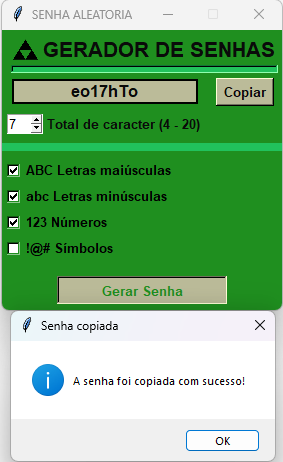 SENHA ALEATORIA
GERADOR DE SENHAS
eo17hTo
Copiar
7
Total de caracter (4 - 20)
ABC Letras maiúsculas
abc Letras minúsculas
123 Números
!@# Símbolos
Gerar Senha
Senha copiada
i
A senha foi copiada com sucesso!
OK